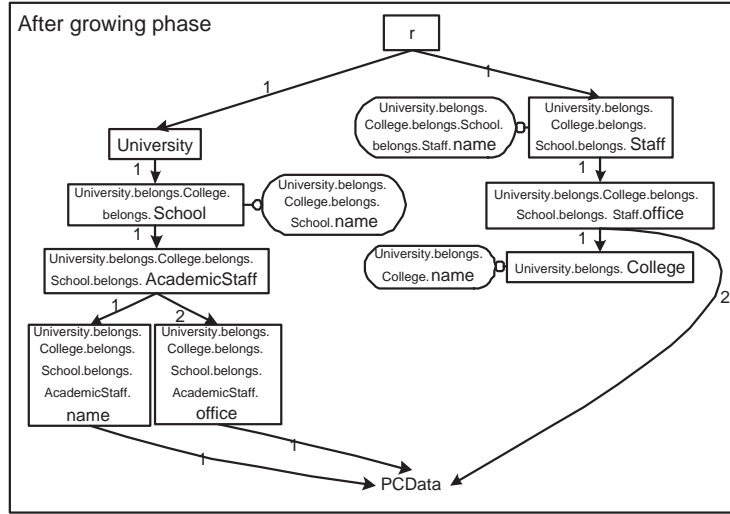 After growing phase
r
1
1
University.belongs.
College.belongs.School.
belongs.Staff.name
University.belongs.
College.belongs.
School.belongs. Staff
University
1
1
University.belongs.College.
belongs. School
University.belongs.
College.belongs.
School.name
University.belongs.College.belongs.
School.belongs. Staff.office
1
1
University.belongs.College.belongs.
School.belongs. AcademicStaff
University.belongs.
College.name
University.belongs. College
1
2
2
University.belongs.
College.belongs.
School.belongs.
AcademicStaff.
name
University.belongs.
College.belongs.
School.belongs.
AcademicStaff.
office
1
1
PCData